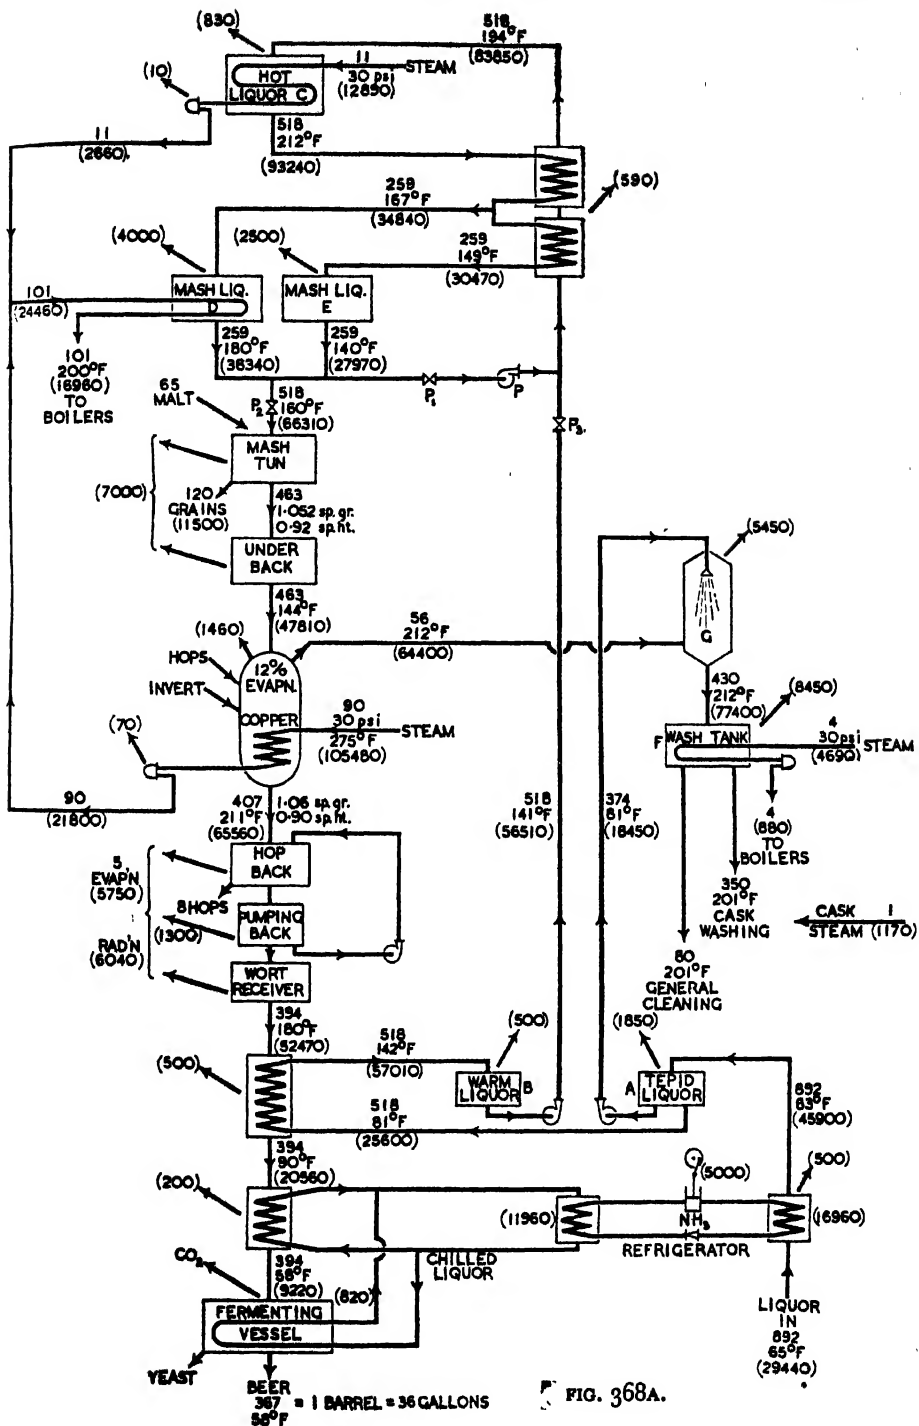 (830)
518
194°F
(83850)
11
30 psi
(12890)
STEAM
HOT
LIQUOR C
(10)
11
(2660)
518
212°F
(93240)
(590)
259
167°F
(34840)
259
149°F
(30470)
(4000)
(2500)
MASH LIQ.
D
MASH LIQ.
E
101
(24460)
101
200°F
(16960)
TO
BOILERS
259
180°F
(38340)
259
140°F
(27970)
P₁
P
P₂
518
160°F
(66310)
65
MALT
P₃
MASH
TUN
(7000)
120
GRAINS
(11500)
463
1.052 sp. gr.
0.92 sp. ht.
UNDER
BACK
463
144°F
(47810)
(5450)
G
(1460)
56
212°F
(64400)
HOPS
INVERT
12%
EVAPN.
COPPER
90
30 psi
275°F
(105480)
STEAM
(70)
90
(21800)
430
212°F
(77400)
(8450)
F WASH TANK
4
30psi
(4690)
STEAM
4
(880)
TO
BOILERS
350
201°F
CASK
WASHING
CASK 1
STEAM (1170)
80
201°F
GENERAL
CLEANING
407
211°F
(65560)
1.06 sp. gr.
0.90 sp. ht.
518
141°F
(56510)
374
81°F
(18450)
HOP
BACK
5,
EVAP'N
(5750)
8HOPS
PUMPING
BACK
(1300)
RAD'N
(6040)
WORT
RECEIVER
394
180°F
(52470)
(500)
518
142°F
(57010)
(500)
WARM
LIQUOR
B
(1850)
A
TEPID
LIQUOR
892
83°F
(45900)
518
81°F
(25600)
394
90°F
(20560)
(200)
(5000)
(500)
(11960)
NH₃
(16960)
REFRIGERATOR
CHILLED
LIQUOR
394
58°F
(9220)
(820)
CO₂
FERMENTING
VESSEL
YEAST
LIQUOR
IN
892
65°F
(29440)
BEER
367 = 1 BARREL = 36 GALLONS
58°F
FIG. 368A.